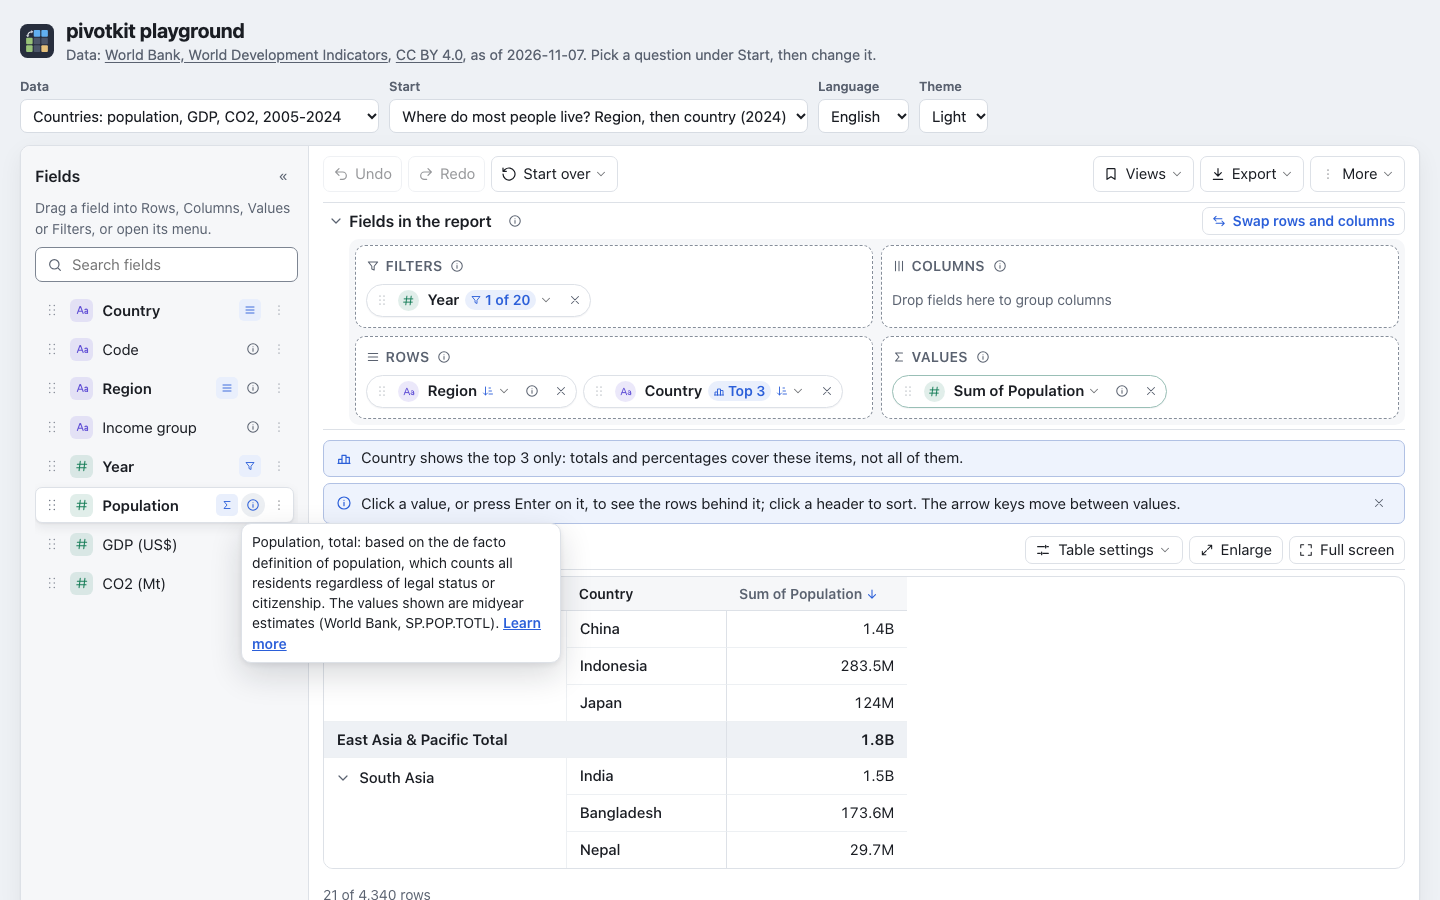 pivotkit playground
Data: World Bank, World Development Indicators, CC BY 4.0, as of 2026-11-07. Pick a question under Start, then change it.
Data
Start
Language
Theme
Countries: population, GDP, CO2, 2005-2024
Where do most people live? Region, then country (2024)
English
Light
Fields
«
Drag a field into Rows, Columns, Values
or Filters, or open its menu.
Search fields
Aa Country
Aa Code
Aa Region
Aa Income group
# Year
# Population Σ
# GDP (US$)
# CO2 (Mt)
Undo
Redo
Start over
Views
Export
More
Fields in the report
Swap rows and columns
FILTERS
# Year 1 of 20
COLUMNS
Drop fields here to group columns
ROWS
Aa Region
Aa Country Top 3
Σ VALUES
# Sum of Population
Country shows the top 3 only: totals and percentages cover these items, not all of them.
Click a value, or press Enter on it, to see the rows behind it; click a header to sort. The arrow keys move between values.
Population, total: based on the de facto
definition of population, which counts all
residents regardless of legal status or
citizenship. The values shown are midyear
estimates (World Bank, SP.POP.TOTL). Learn
more
Table settings
Enlarge
Full screen
Country Sum of Population ↓
China 1.4B
Indonesia 283.5M
Japan 124M
East Asia & Pacific Total 1.8B
South Asia India 1.5B
Bangladesh 173.6M
Nepal 29.7M
21 of 4,340 rows